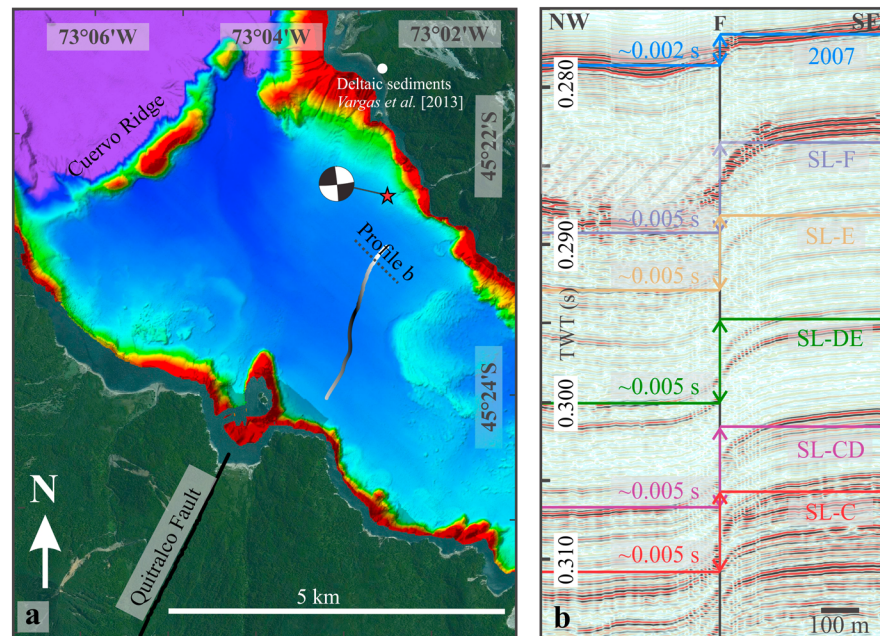 73°06'W
73°04'W
73°02'W
Deltaic sediments
Vargas et al. [2013]
Cuervo Ridge
45°22'S
Profile b
45°24'S
Quitralco Fault
N
5 km
a
NW
F
SE
~0.002 s
2007
0.280
SL-F
~0.005 s
0.290
SL-E
~0.005 s
TWT (s)
SL-DE
~0.005 s
0.300
SL-CD
~0.005 s
SL-C
~0.005 s
0.310
b
100 m